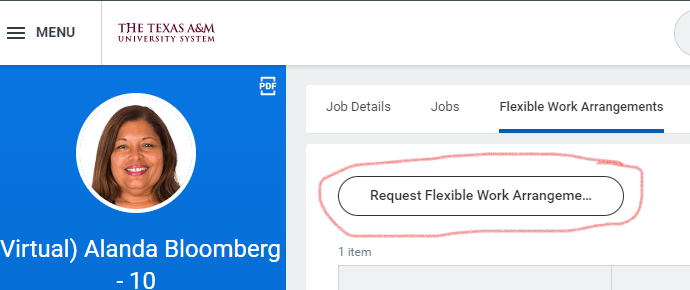 MENU
THE TEXAS A&M
UNIVERSITY SYSTEM
PDF
Job Details
Jobs
Flexible Work Arrangements
Request Flexible Work Arrangeme...
Virtual) Alanda Bloomberg
- 10
1 item